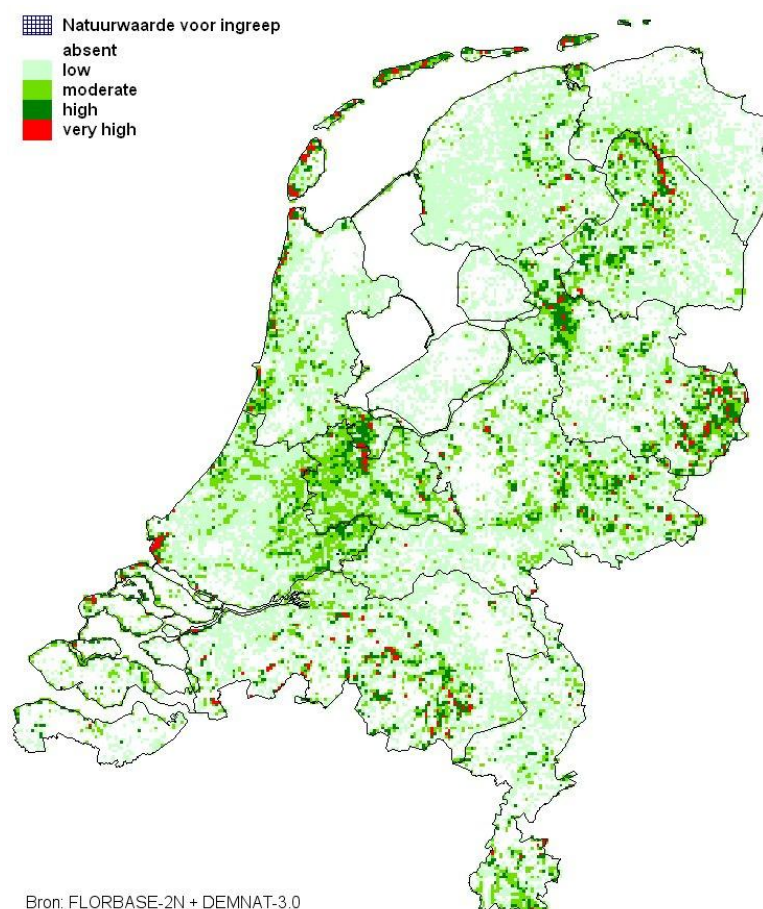 Natuurwaarde voor ingreep
absent
low
moderate
high
very high
Bron: FLORBASE-2N + DEMNAT-3.0